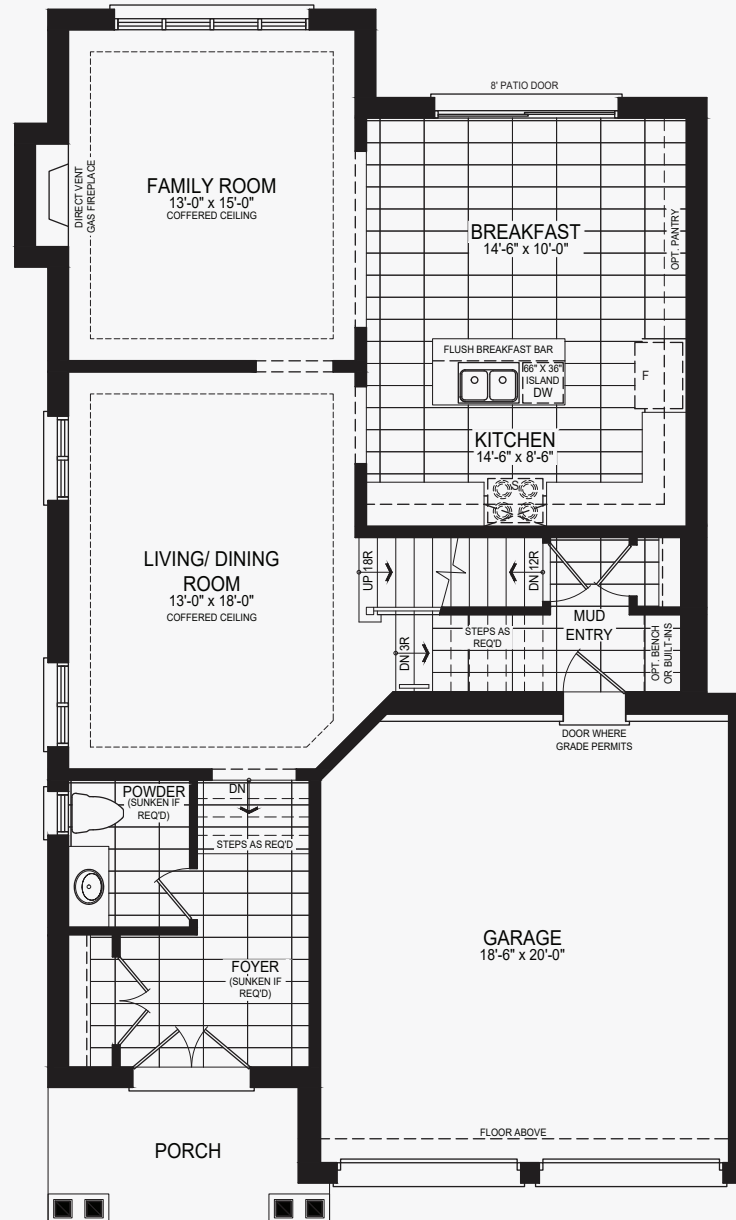 8' PATIO DOOR
FAMILY ROOM
13'-0" x 15'-0"
COFFERED CEILING
DIRECT VENT
GAS FIREPLACE
BREAKFAST
14'-6" x 10'-0"
OPT. PANTRY
FLUSH BREAKFAST BAR
66" X 36"
ISLAND
DW
F
KITCHEN
14'-6" x 8'-6"
S
LIVING/ DINING
ROOM
13'-0" x 18'-0"
COFFERED CEILING
UP 18R
DN 12R
DN 3R
STEPS AS
REQ'D
MUD
ENTRY
OPT. BENCH
OR BUILT-INS
DOOR WHERE
GRADE PERMITS
POWDER
(SUNKEN IF
REQ'D)
DN
STEPS AS REQ'D
FOYER
(SUNKEN IF
REQ'D)
GARAGE
18'-6" x 20'-0"
FLOOR ABOVE
PORCH